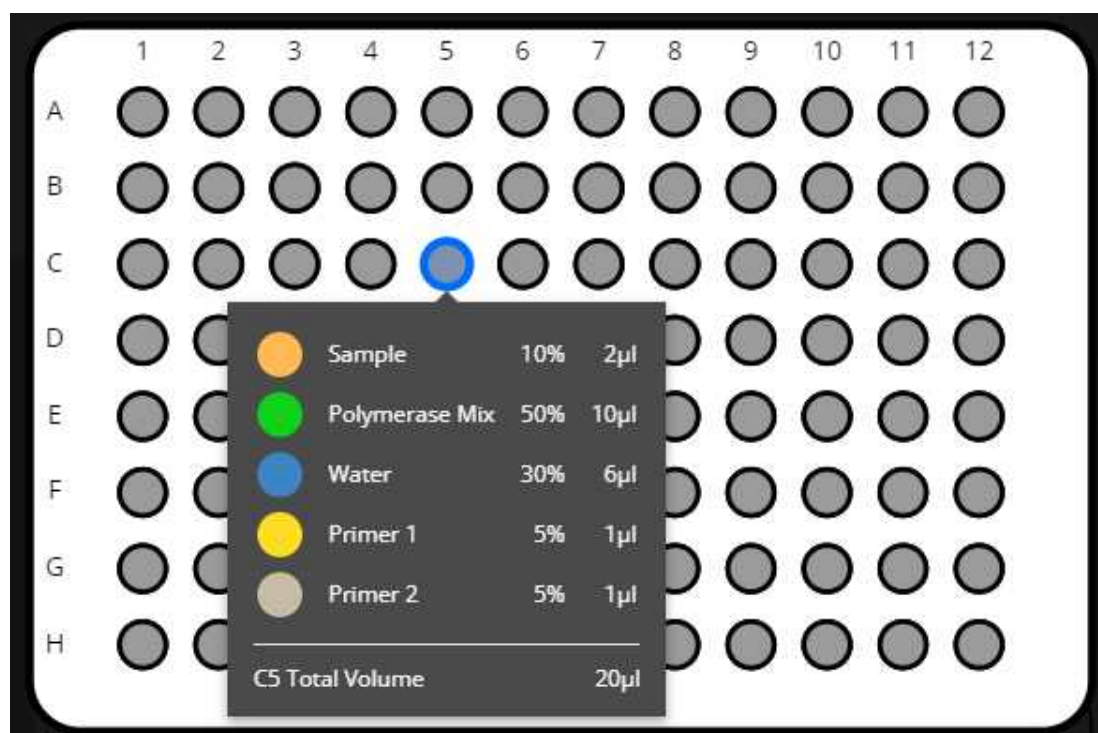 1 2 3 4 5 6 7 8 9 10 11 12
A
B
C
D
E
F
G
H
Sample 10% 2µl
Polymerase Mix 50% 10µl
Water 30% 6µl
Primer 1 5% 1µl
Primer 2 5% 1µl
C5 Total Volume 20µl